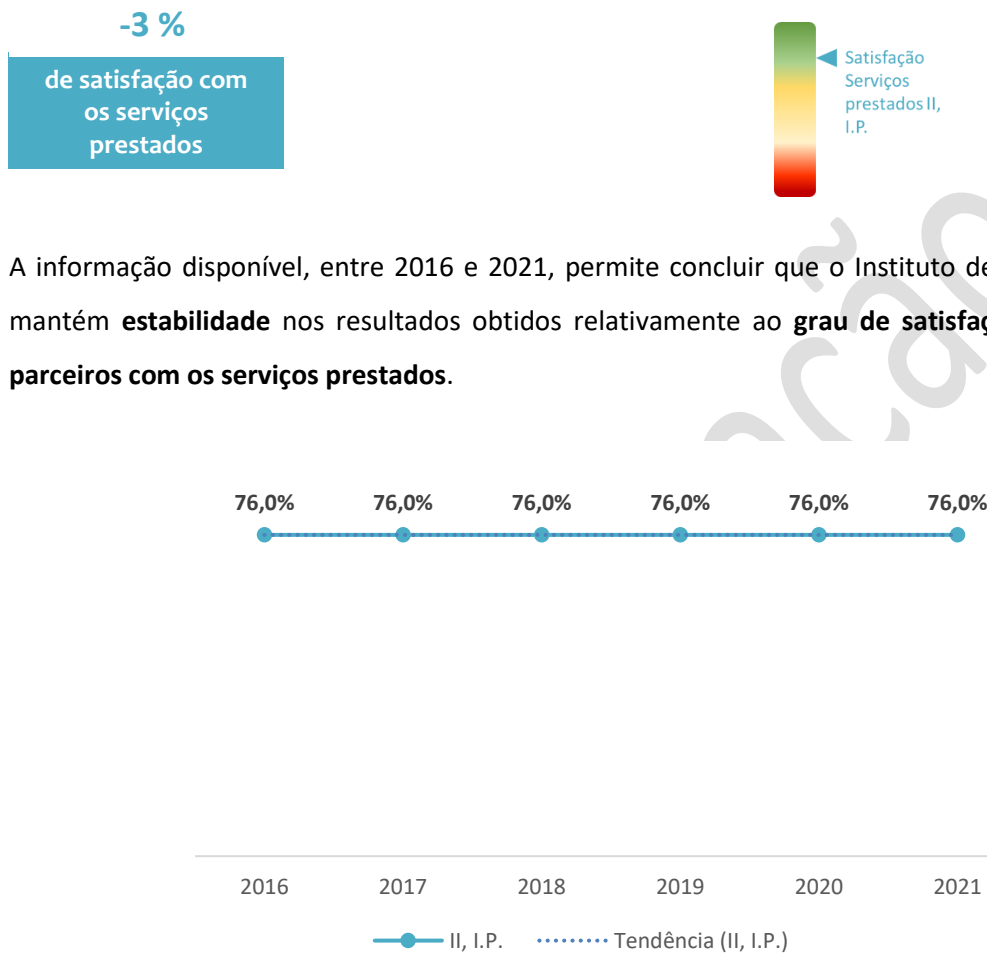 -3 %
de satisfação com
os serviços
prestados
Satisfação
Serviços
prestados II,
I.P.
A informação disponível, entre 2016 e 2021, permite concluir que o Instituto de
mantém estabilidade nos resultados obtidos relativamente ao grau de satisfaç
parceiros com os serviços prestados.
76,0% 76,0% 76,0% 76,0% 76,0% 76,0%
2016 2017 2018 2019 2020 2021
II, I.P. Tendência (II, I.P.)